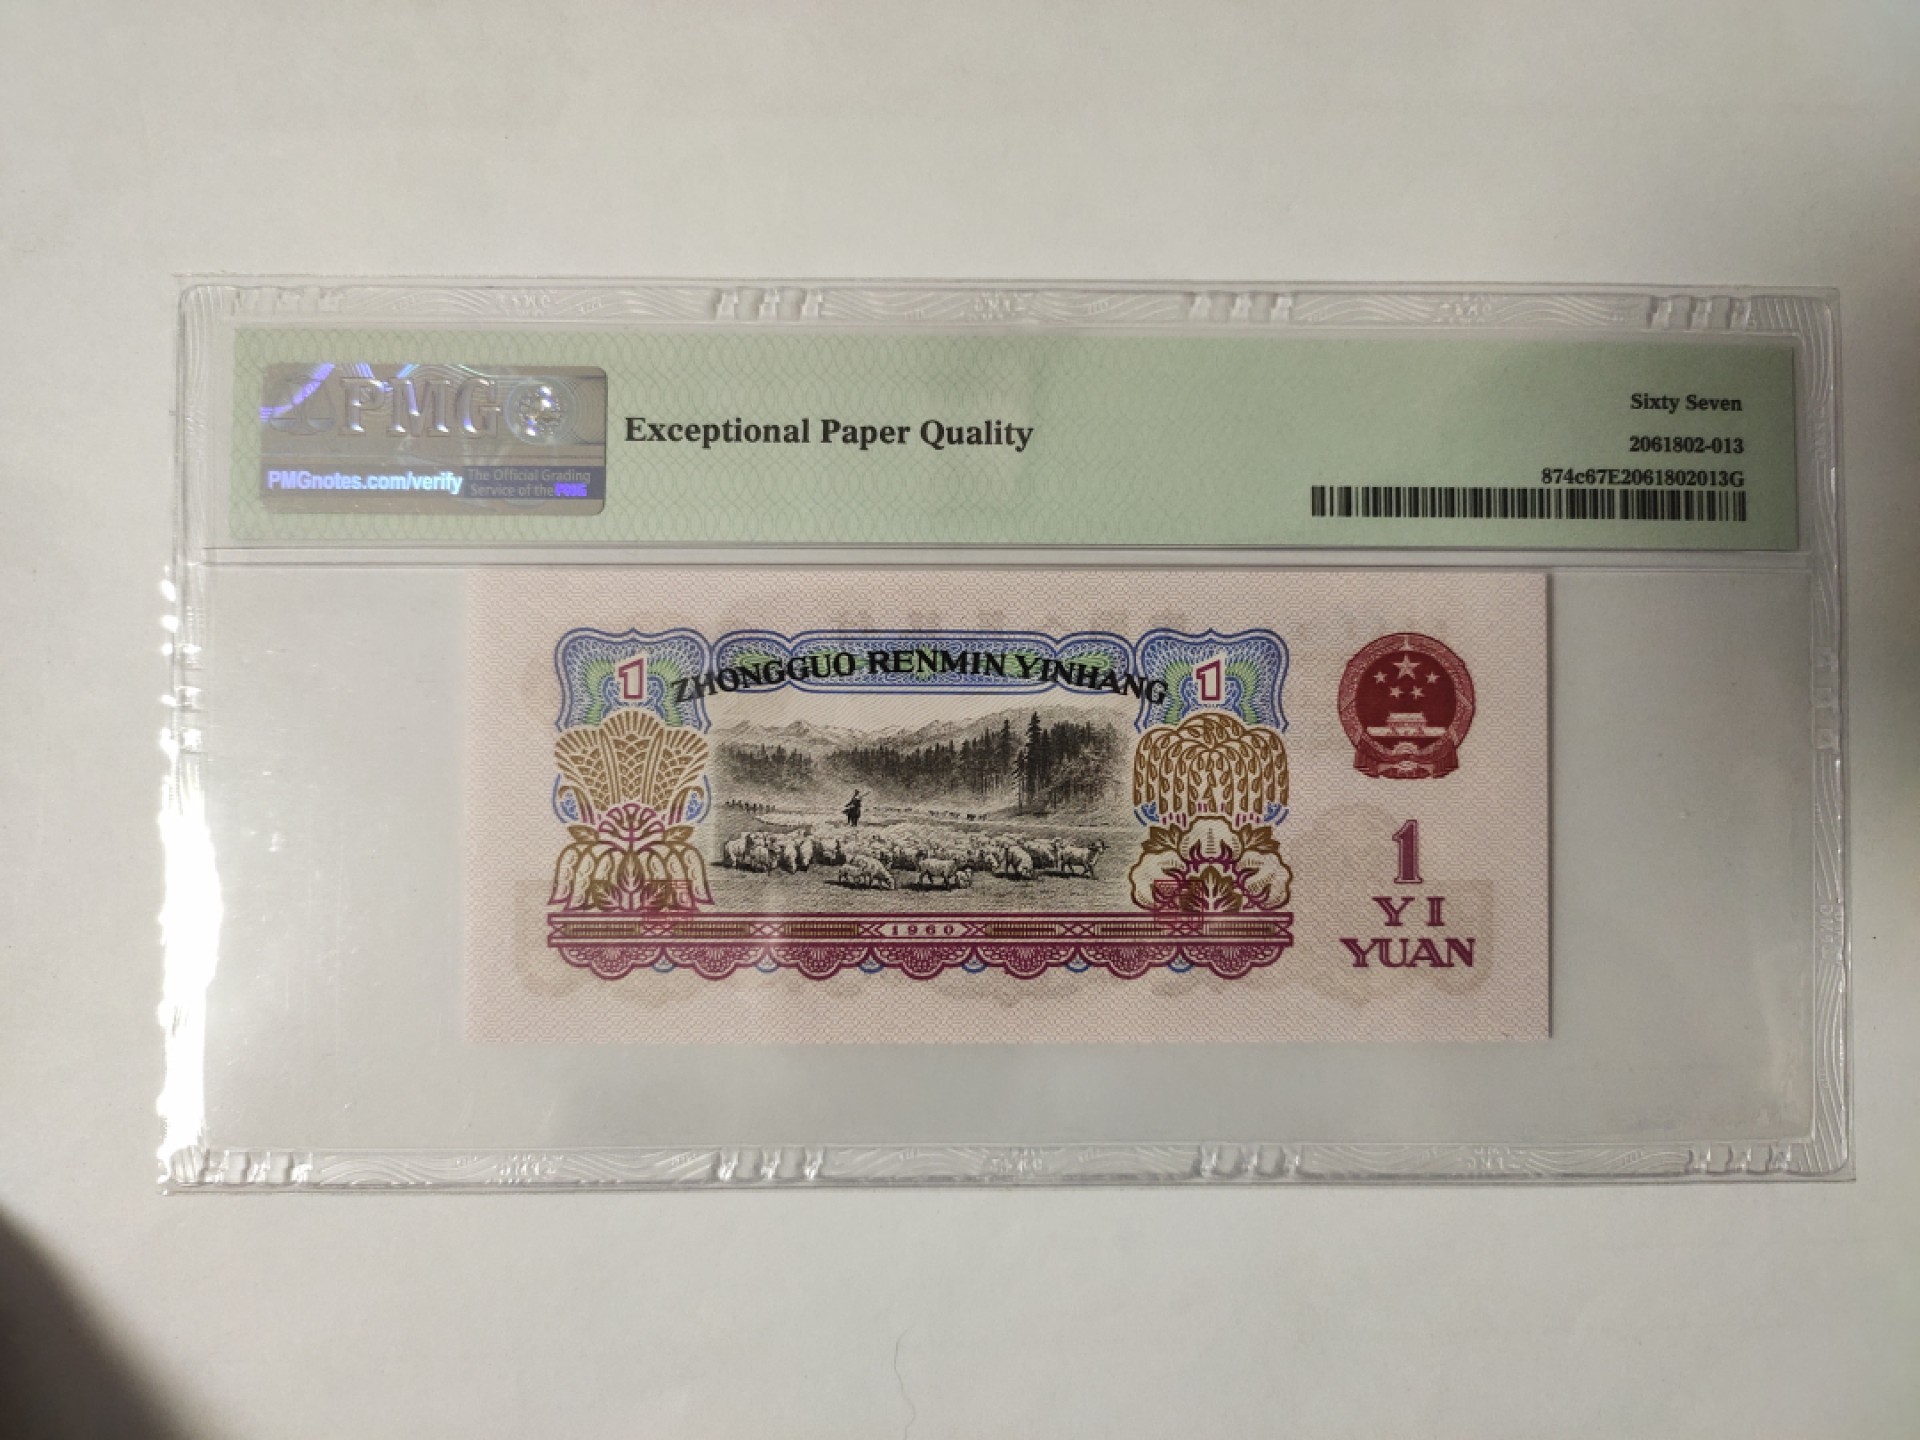 PMG
PMGnotes.com/verify
The Official Grading
Service of the PMG
Exceptional Paper Quality
Sixty Seven
2061802-013
874c67E2061802013G
1
ZHONGGUO RENMIN YINHANG
1
1960
1
YI
YUAN